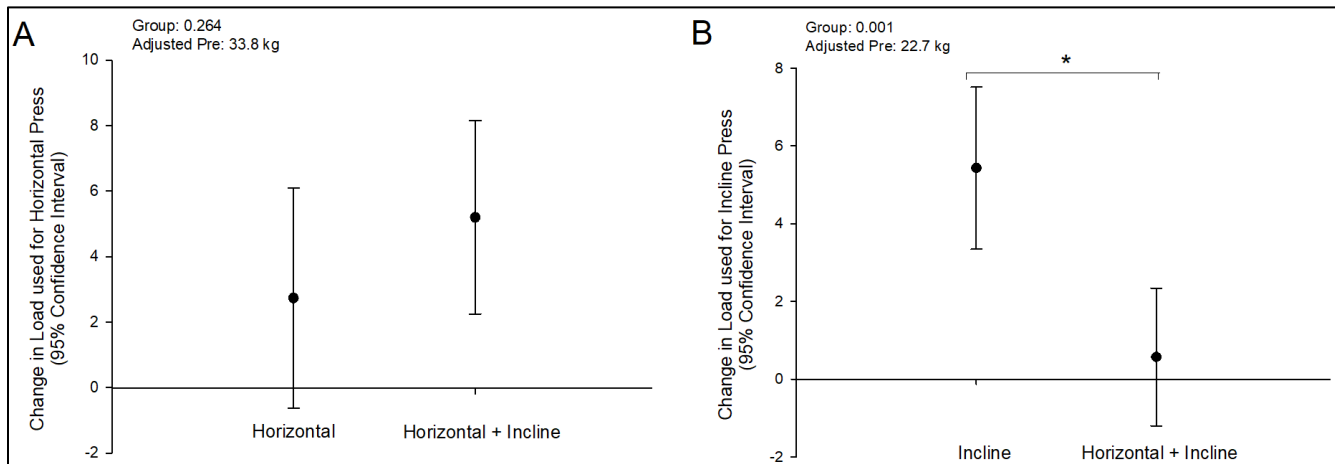 A
Group: 0.264
Adjusted Pre: 33.8 kg
Change in Load used for Horizontal Press
(95% Confidence Interval)
10
8
6
4
2
0
-2
Horizontal
Horizontal + Incline
B
Group: 0.001
Adjusted Pre: 22.7 kg
Change in Load used for Incline Press
(95% Confidence Interval)
8
6
4
2
0
-2
*
Incline
Horizontal + Incline